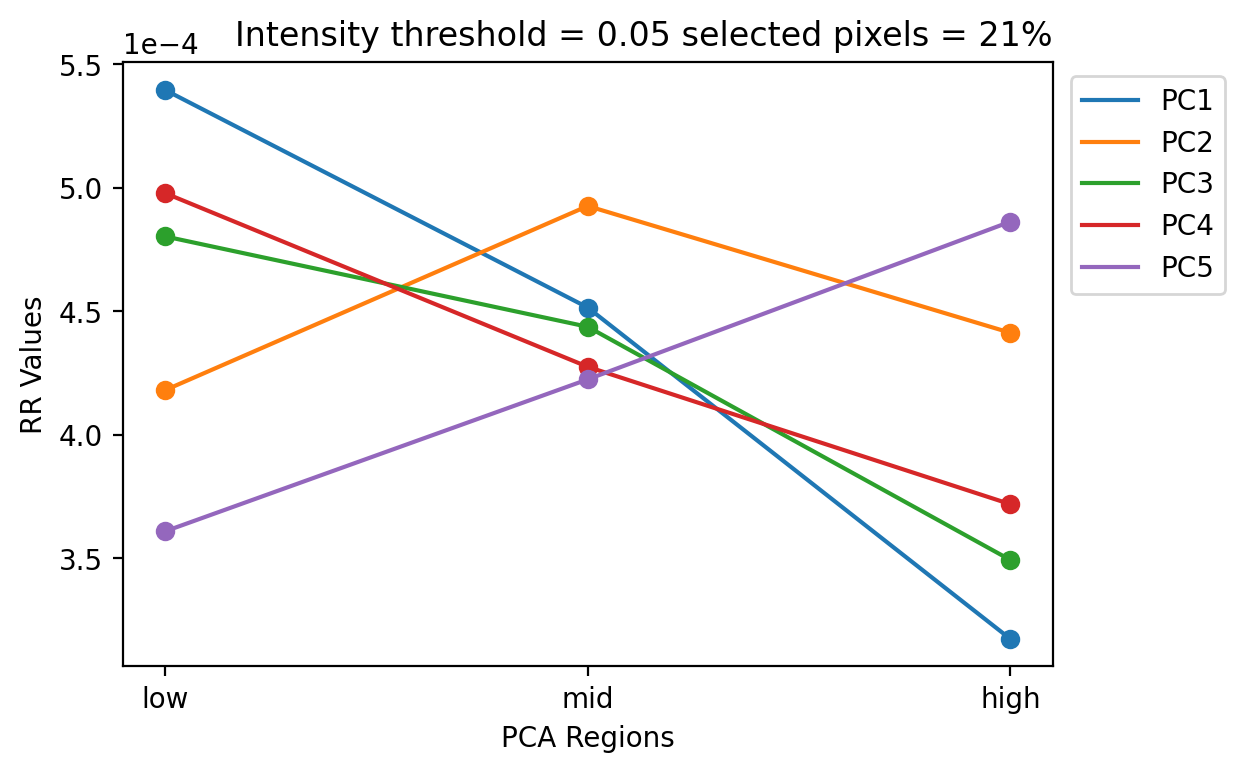 Intensity threshold = 0.05 selected pixels = 21%
1e−4
5.5
5.0
4.5
4.0
3.5
RR Values
low
mid
high
PCA Regions
PC1
PC2
PC3
PC4
PC5